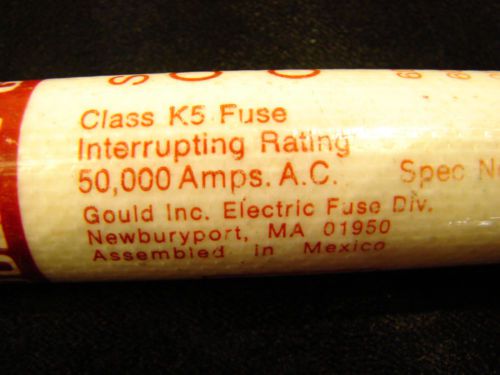 Class K5 Fuse
Interrupting Rating
50,000 Amps. A.C.
Spec
Gould Inc. Electric Fuse Div.
Newburyport, MA 01950
Assembled in Mexico